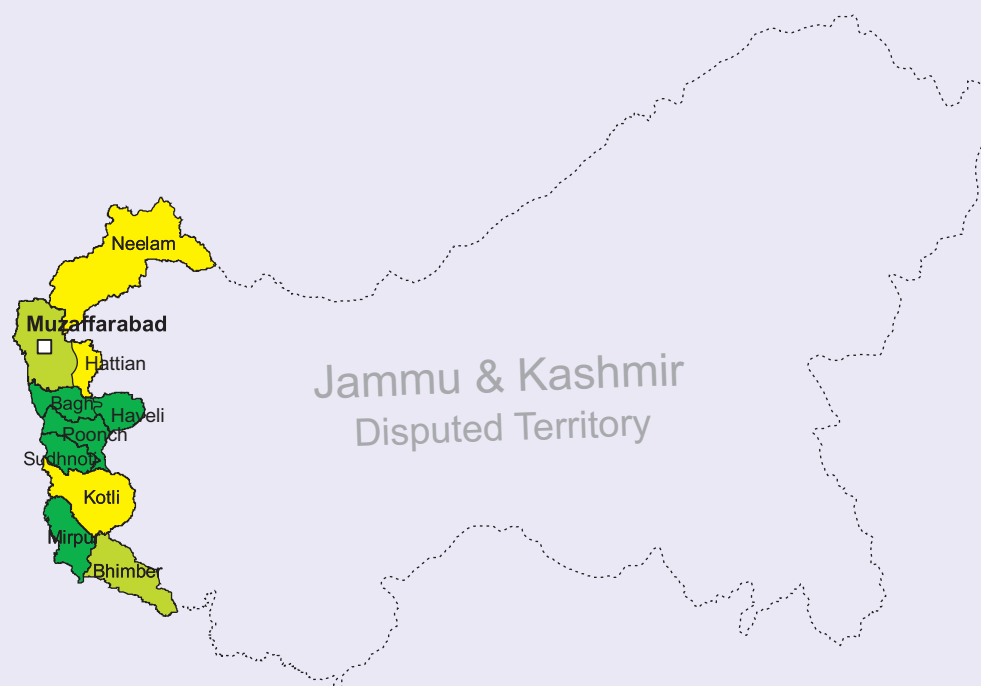 Neelam
Muzaffarabad
Hattian
Bagh
Haveli
Poonch
Sudhnoti
Kotli
Mirpur
Bhimber
Jammu & Kashmir
Disputed Territory